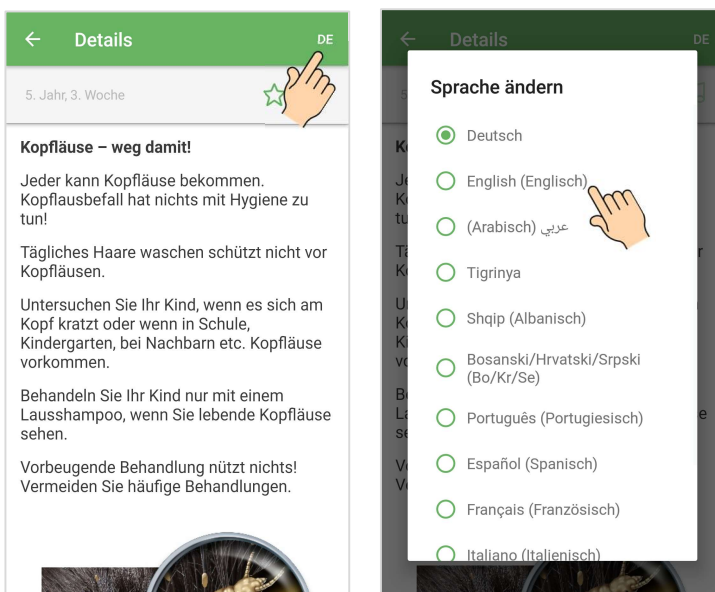 Details
DE
5. Jahr, 3. Woche
Kopfläuse – weg damit!
Jeder kann Kopfläuse bekommen.
Kopflausbefall hat nichts mit Hygiene zu
tun!
Tägliches Haare waschen schützt nicht vor
Kopfläusen.
Untersuchen Sie Ihr Kind, wenn es sich am
Kopf kratzt oder wenn in Schule,
Kindergarten, bei Nachbarn etc. Kopfläuse
vorkommen.
Behandeln Sie Ihr Kind nur mit einem
Lausshampoo, wenn Sie lebende Kopfläuse
sehen.
Vorbeugende Behandlung nützt nichts!
Vermeiden Sie häufige Behandlungen.
Details
DE
Sprache ändern
Deutsch
English (Englisch)
عربي (Arabisch)
Tigrinya
Shqip (Albanisch)
Bosanski/Hrvatski/Srpski
(Bo/Kr/Se)
Português (Portugiesisch)
Español (Spanisch)
Français (Französisch)
Italiano (Italienisch)